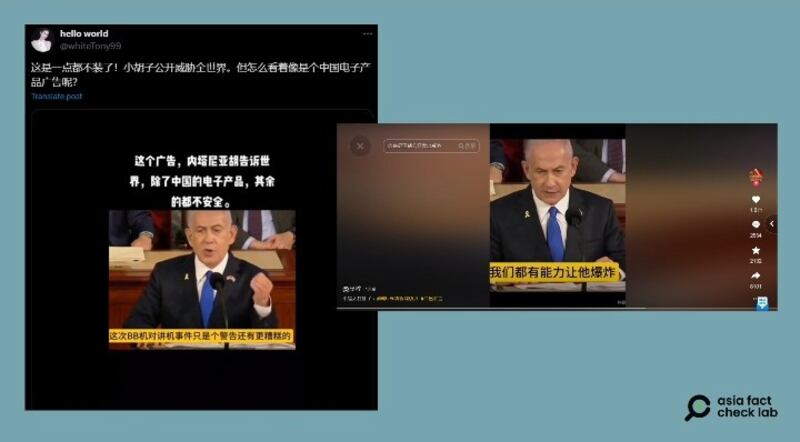 hello world
@whiteTony99
这是一点都不装了！小胡子公开威胁全世界。但怎么看着像是个中国电子产
品广告呢？
Translate post
这个广告，内塔尼亚胡告诉世
界，除了中国的电子产品，其余
的都不安全。
这次BB机对讲机事件只是个警告还有更糟糕的
我们都有能力让他爆炸
asia fact
check lab